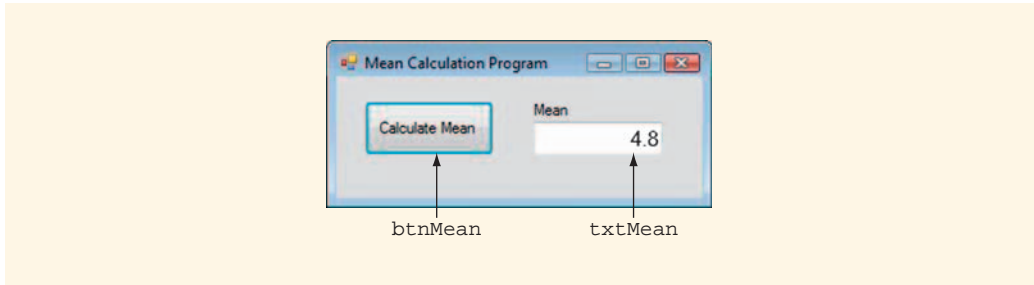 Mean Calculation Program
Calculate Mean
Mean
4.8
btnMean
txtMean